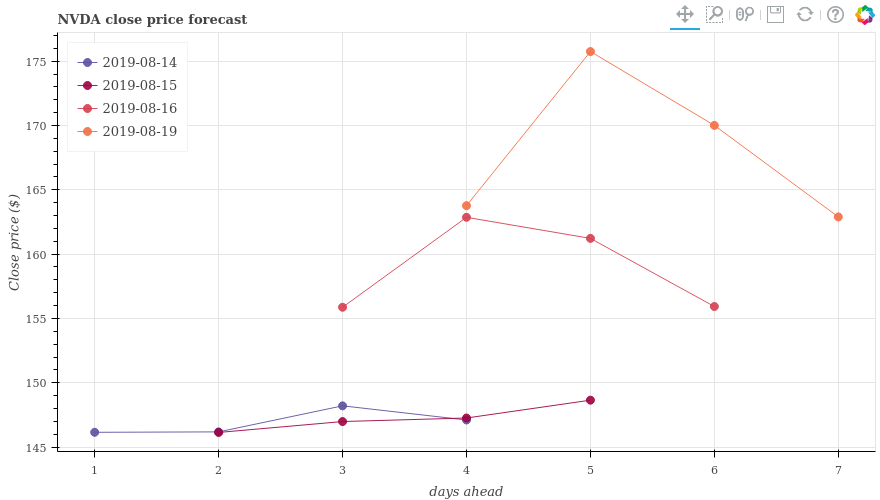 NVDA close price forecast
2019-08-14
2019-08-15
2019-08-16
2019-08-19
Close price ($)
175
170
165
160
155
150
145
1 2 3 4 5 6 7
days ahead